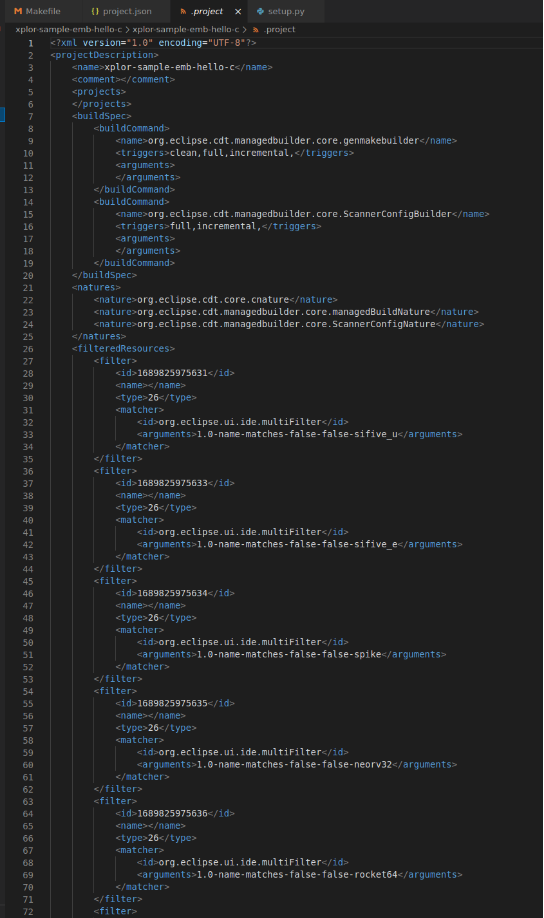 Makefile
project.json
.project
setup.py
xplor-sample-emb-hello-c > xplor-sample-emb-hello-c > .project
1 <?xml version="1.0" encoding="UTF-8"?>
2 <projectDescription>
3 <name>xplor-sample-emb-hello-c</name>
4 <comment></comment>
5 <projects>
6 </projects>
7 <buildSpec>
8 <buildCommand>
9 <name>org.eclipse.cdt.managedbuilder.core.genmakebuilder</name>
10 <triggers>clean,full,incremental,</triggers>
11 <arguments>
12 </arguments>
13 </buildCommand>
14 <buildCommand>
15 <name>org.eclipse.cdt.managedbuilder.core.ScannerConfigBuilder</name>
16 <triggers>full,incremental,</triggers>
17 <arguments>
18 </arguments>
19 </buildCommand>
20 </buildSpec>
21 <natures>
22 <nature>org.eclipse.cdt.core.cnature</nature>
23 <nature>org.eclipse.cdt.managedbuilder.core.managedBuildNature</nature>
24 <nature>org.eclipse.cdt.managedbuilder.core.ScannerConfigNature</nature>
25 </natures>
26 <filteredResources>
27 <filter>
28 <id>1689825975631</id>
29 <name></name>
30 <type>26</type>
31 <matcher>
32 <id>org.eclipse.ui.ide.multiFilter</id>
33 <arguments>1.0-name-matches-false-false-sifive_u</arguments>
34 </matcher>
35 </filter>
36 <filter>
37 <id>1689825975633</id>
38 <name></name>
39 <type>26</type>
40 <matcher>
41 <id>org.eclipse.ui.ide.multiFilter</id>
42 <arguments>1.0-name-matches-false-false-sifive_e</arguments>
43 </matcher>
44 </filter>
45 <filter>
46 <id>1689825975634</id>
47 <name></name>
48 <type>26</type>
49 <matcher>
50 <id>org.eclipse.ui.ide.multiFilter</id>
51 <arguments>1.0-name-matches-false-false-spike</arguments>
52 </matcher>
53 </filter>
54 <filter>
55 <id>1689825975635</id>
56 <name></name>
57 <type>26</type>
58 <matcher>
59 <id>org.eclipse.ui.ide.multiFilter</id>
60 <arguments>1.0-name-matches-false-false-neorv32</arguments>
61 </matcher>
62 </filter>
63 <filter>
64 <id>1689825975636</id>
65 <name></name>
66 <type>26</type>
67 <matcher>
68 <id>org.eclipse.ui.ide.multiFilter</id>
69 <arguments>1.0-name-matches-false-false-rocket64</arguments>
70 </matcher>
71 </filter>
72 <filter>